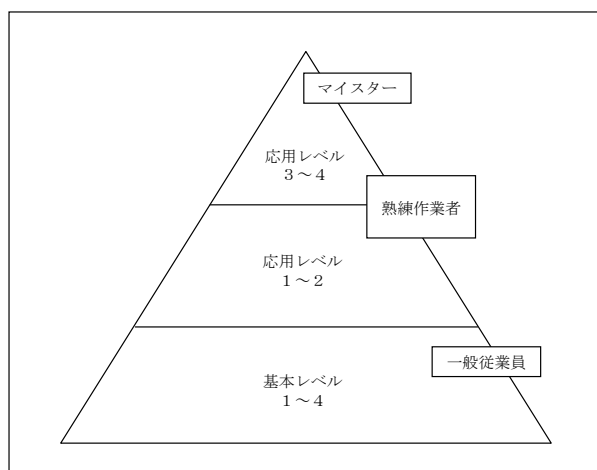 マイスター
応用レベル
３～４
熟練作業者
応用レベル
１～２
一般従業員
基本レベル
１～４